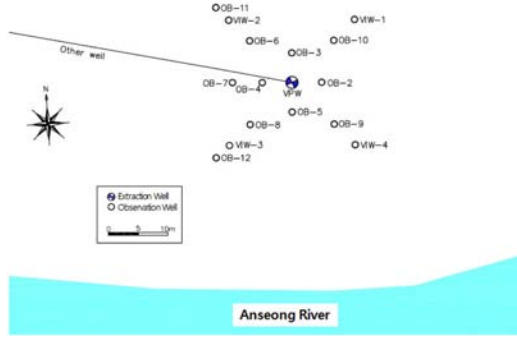 OB-11
VIW-2
VIW-1
OB-6
OB-10
OB-3
Other well
N
OB-7
OB-4
VPW
OB-2
OB-5
OB-8
OB-9
VIW-3
VIW-4
OB-12
Extraction Well
Obsenation Well
0 5 10m
Anseong River